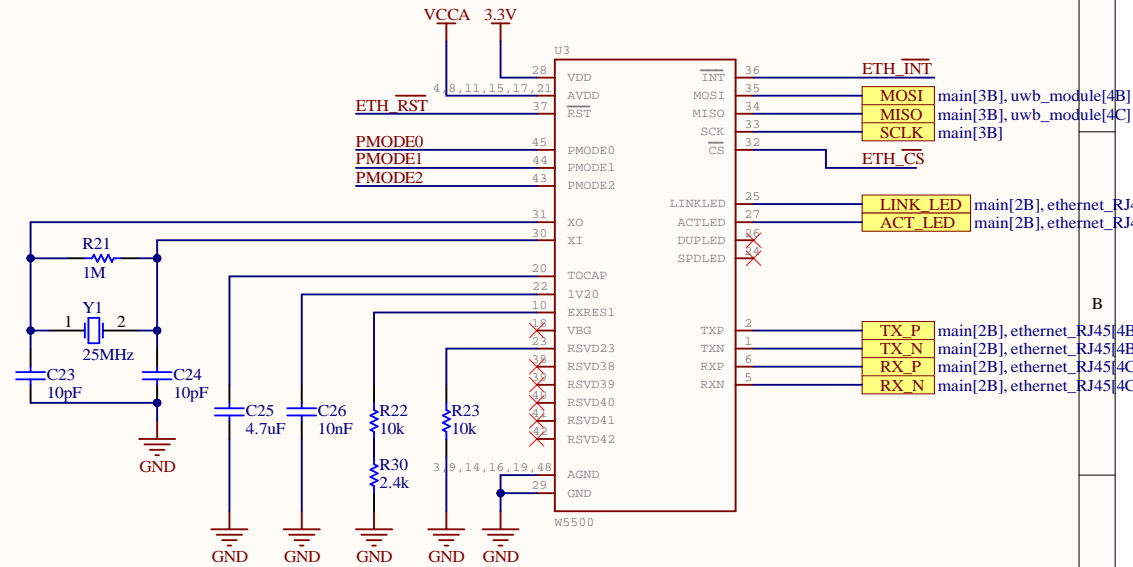 VCCA 3.3V
U3
28 VDD INT 36 ETH_INT
4,8,11,15,17,21 AVDD MOSI 35 MOSI main[3B], uwb_module[4B]
ETH_RST 37 RST MISO 34 MISO main[3B], uwb_module[4C]
SCK 33 SCLK main[3B]
PMODE0 45 PMODE0 CS 32 ETH_CS
PMODE1 44 PMODE1
PMODE2 43 PMODE2
LINKLED 25 LINK_LED main[2B], ethernet_RJ4
31 XO ACTLED 27 ACT_LED main[2B], ethernet_RJ4
30 XI DUPLED 26
R21
1M
SPDLED 24
20 TOCAP
22 1V20
10 EXRES1
B
Y1
1 2
25MHz
18 VBG TXP 2 TX_P main[2B], ethernet_RJ45[4B
23 RSVD23 TXN 1 TX_N main[2B], ethernet_RJ45[4B
38 RSVD38 RXP 6 RX_P main[2B], ethernet_RJ45[4C
39 RSVD39 RXN 5 RX_N main[2B], ethernet_RJ45[4C
C23
10pF
C24
10pF
40 RSVD40
41 RSVD41
42 RSVD42
C25
4.7uF
C26
10nF
R22
10k
R23
10k
R30
2.4k
3,9,14,16,19,48 AGND
29 GND
GND
W5500
GND GND GND GND GND